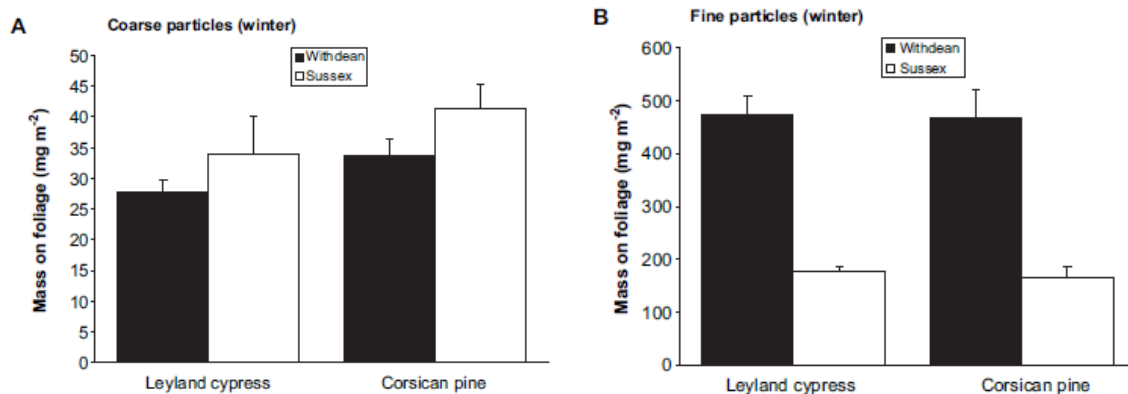 A
Coarse particles (winter)
Withdean
Sussex
Mass on foliage (mg m⁻²)
50
45
40
35
30
25
20
15
10
5
0
Leyland cypress
Corsican pine
B
Fine particles (winter)
Withdean
Sussex
Mass on foliage (mg m⁻²)
600
500
400
300
200
100
0
Leyland cypress
Corsican pine